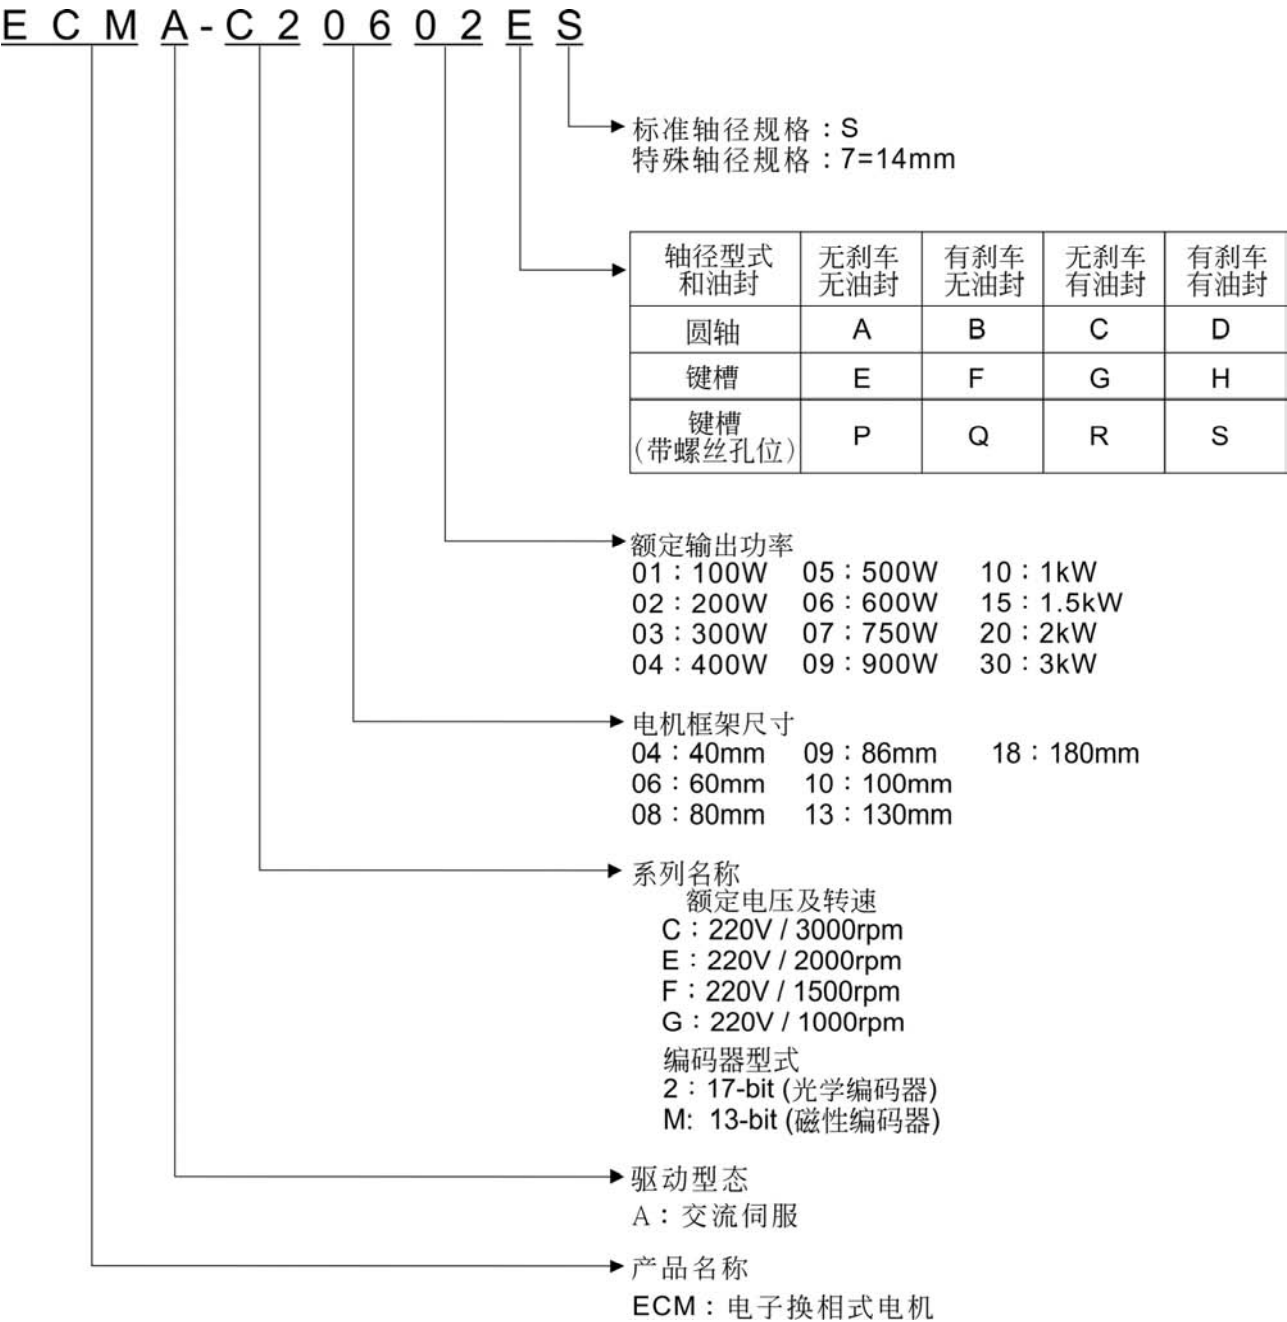 ECMA-C20602ES
标准轴径规格：S
特殊轴径规格：7=14mm
轴径型式 无刹车 有刹车 无刹车 有刹车
和油封 无油封 无油封 有油封 有油封
圆轴 A B C D
键槽 E F G H
键槽
(带螺丝孔位) P Q R S
额定输出功率
01：100W 05：500W 10：1kW
02：200W 06：600W 15：1.5kW
03：300W 07：750W 20：2kW
04：400W 09：900W 30：3kW
电机框架尺寸
04：40mm 09：86mm 18：180mm
06：60mm 10：100mm
08：80mm 13：130mm
系列名称
额定电压及转速
C：220V / 3000rpm
E：220V / 2000rpm
F：220V / 1500rpm
G：220V / 1000rpm
编码器型式
2：17-bit (光学编码器)
M: 13-bit (磁性编码器)
驱动型态
A：交流伺服
产品名称
ECM：电子换相式电机